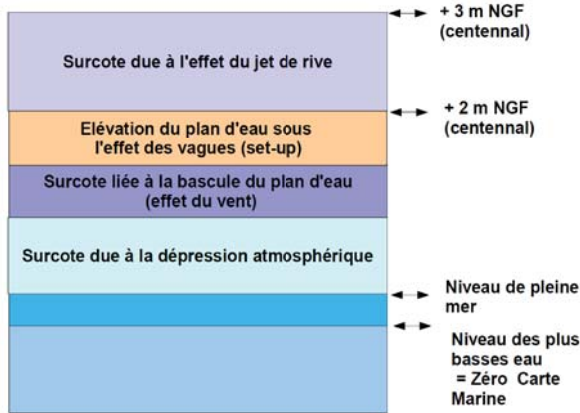 + 3 m NGF
(centennal)
Surcote due à l'effet du jet de rive
+ 2 m NGF
(centennal)
Elévation du plan d'eau sous
l'effet des vagues (set-up)
Surcote liée à la bascule du plan d'eau
(effet du vent)
Surcote due à la dépression atmosphérique
Niveau de pleine
mer
Niveau des plus
basses eau
= Zéro Carte
Marine